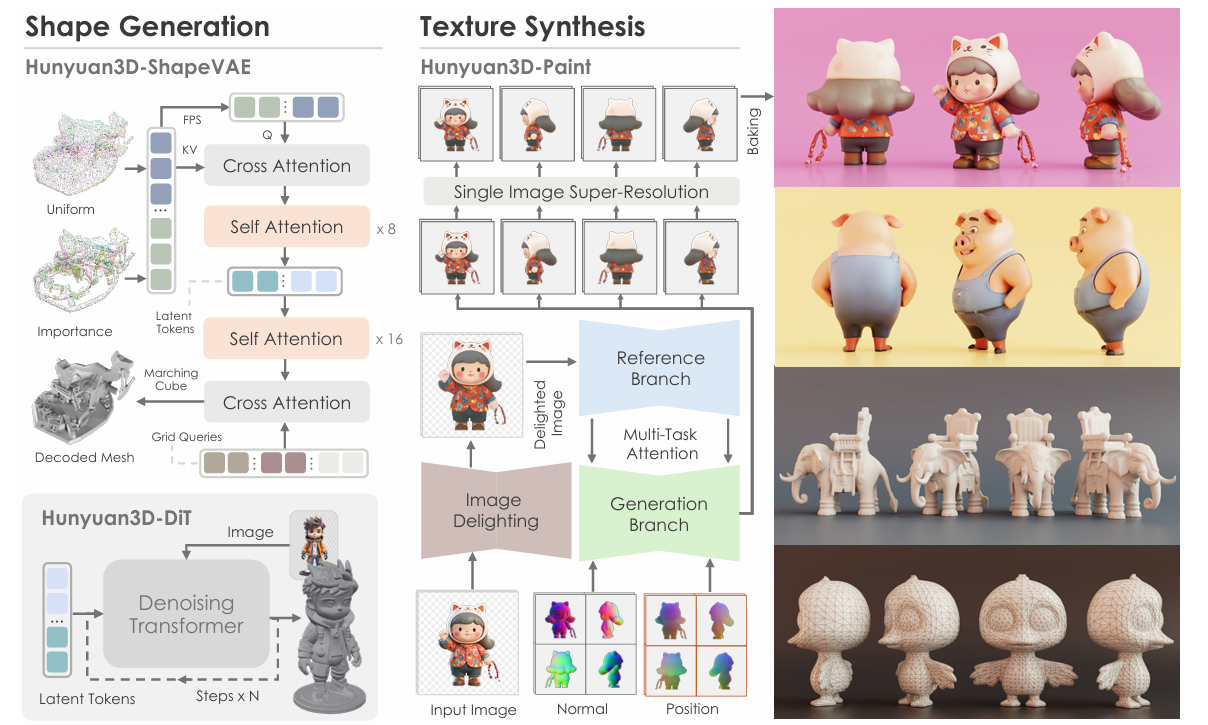 Shape Generation
Hunyuan3D-ShapeVAE
FPS
Q
KV
Cross Attention
Uniform
Self Attention
x 8
Importance
Latent
Tokens
Self Attention
x 16
Marching
Cube
Cross Attention
Decoded Mesh
Grid Queries
Hunyuan3D-DiT
Image
Denoising
Transformer
Latent Tokens
Steps x N
Texture Synthesis
Hunyuan3D-Paint
Baking
Single Image Super-Resolution
Reference
Branch
Delighted
Image
Multi-Task
Attention
Image
Delighting
Generation
Branch
Input Image
Normal
Position